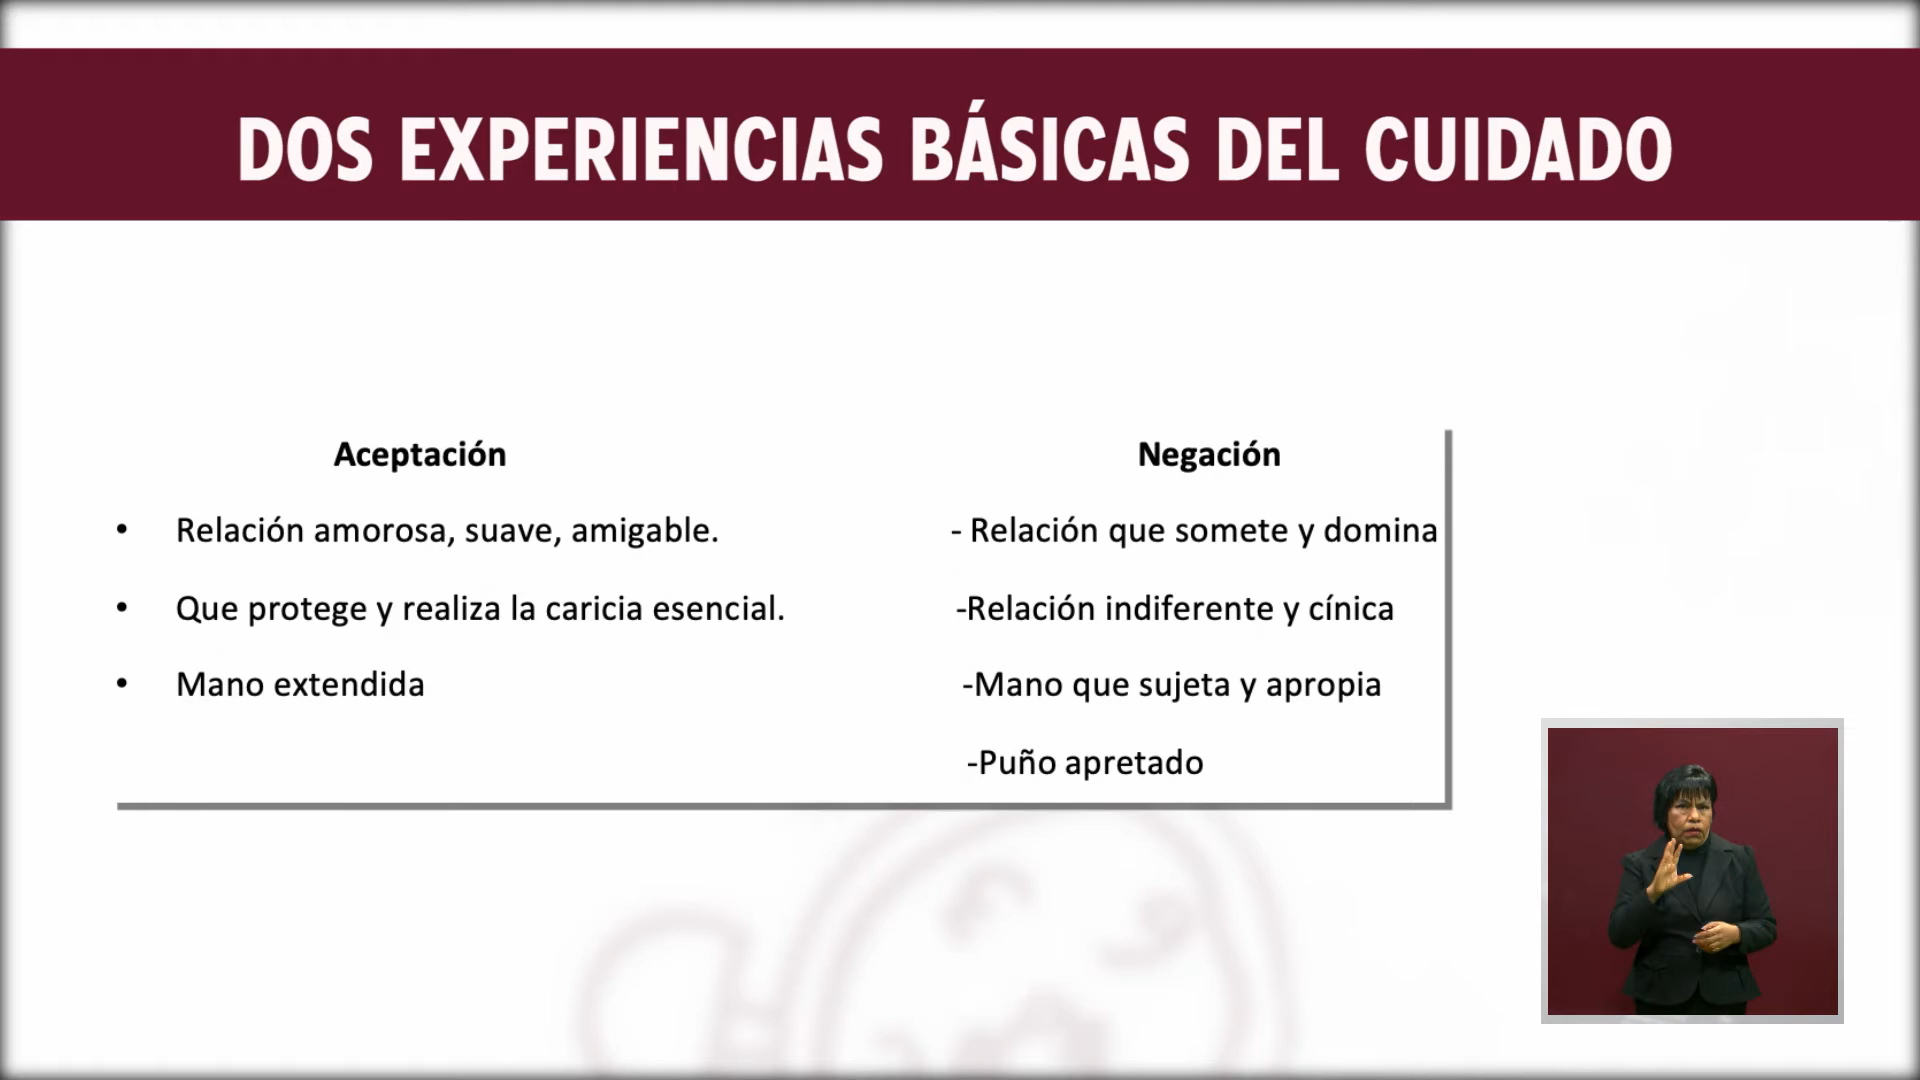 DOS EXPERIENCIAS BÁSICAS DEL CUIDADO
Aceptación
• Relación amorosa, suave, amigable.
• Que protege y realiza la caricia esencial.
• Mano extendida
Negación
- Relación que somete y domina
-Relación indiferente y cínica
-Mano que sujeta y apropia
-Puño apretado